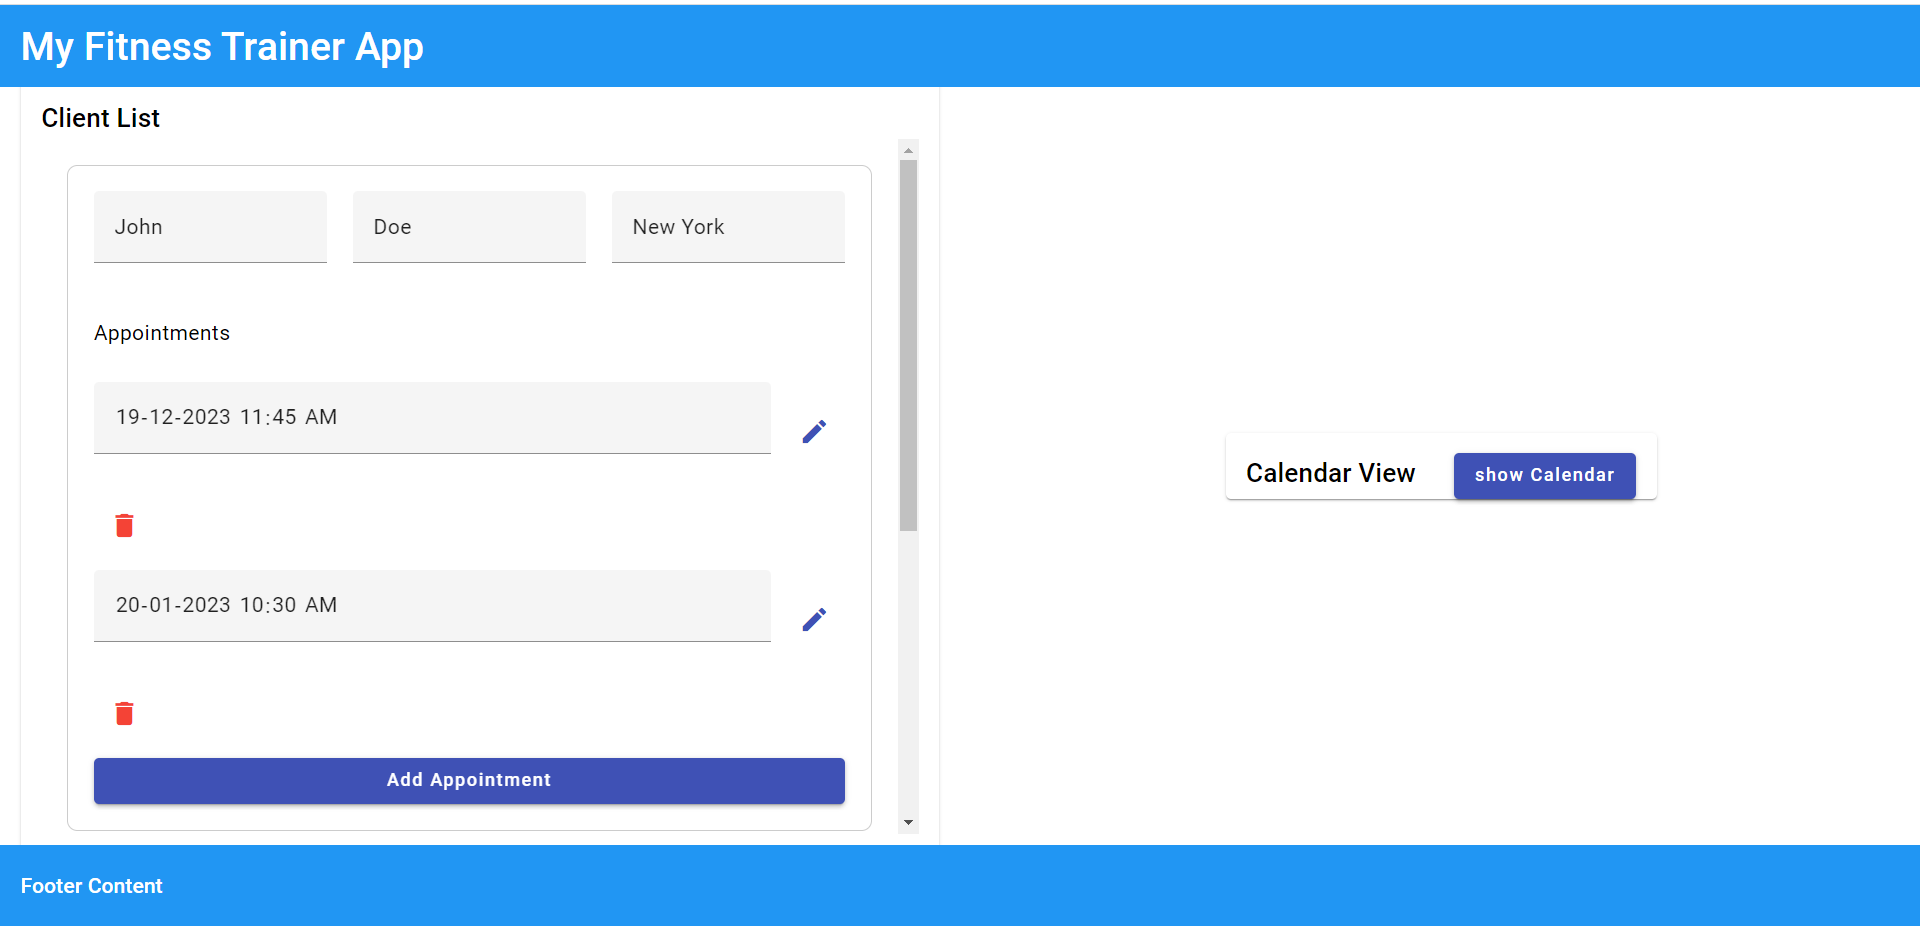 My Fitness Trainer App
Client List
John Doe New York
Appointments
19-12-2023 11:45 AM
20-01-2023 10:30 AM
Add Appointment
Calendar View show Calendar
Footer Content